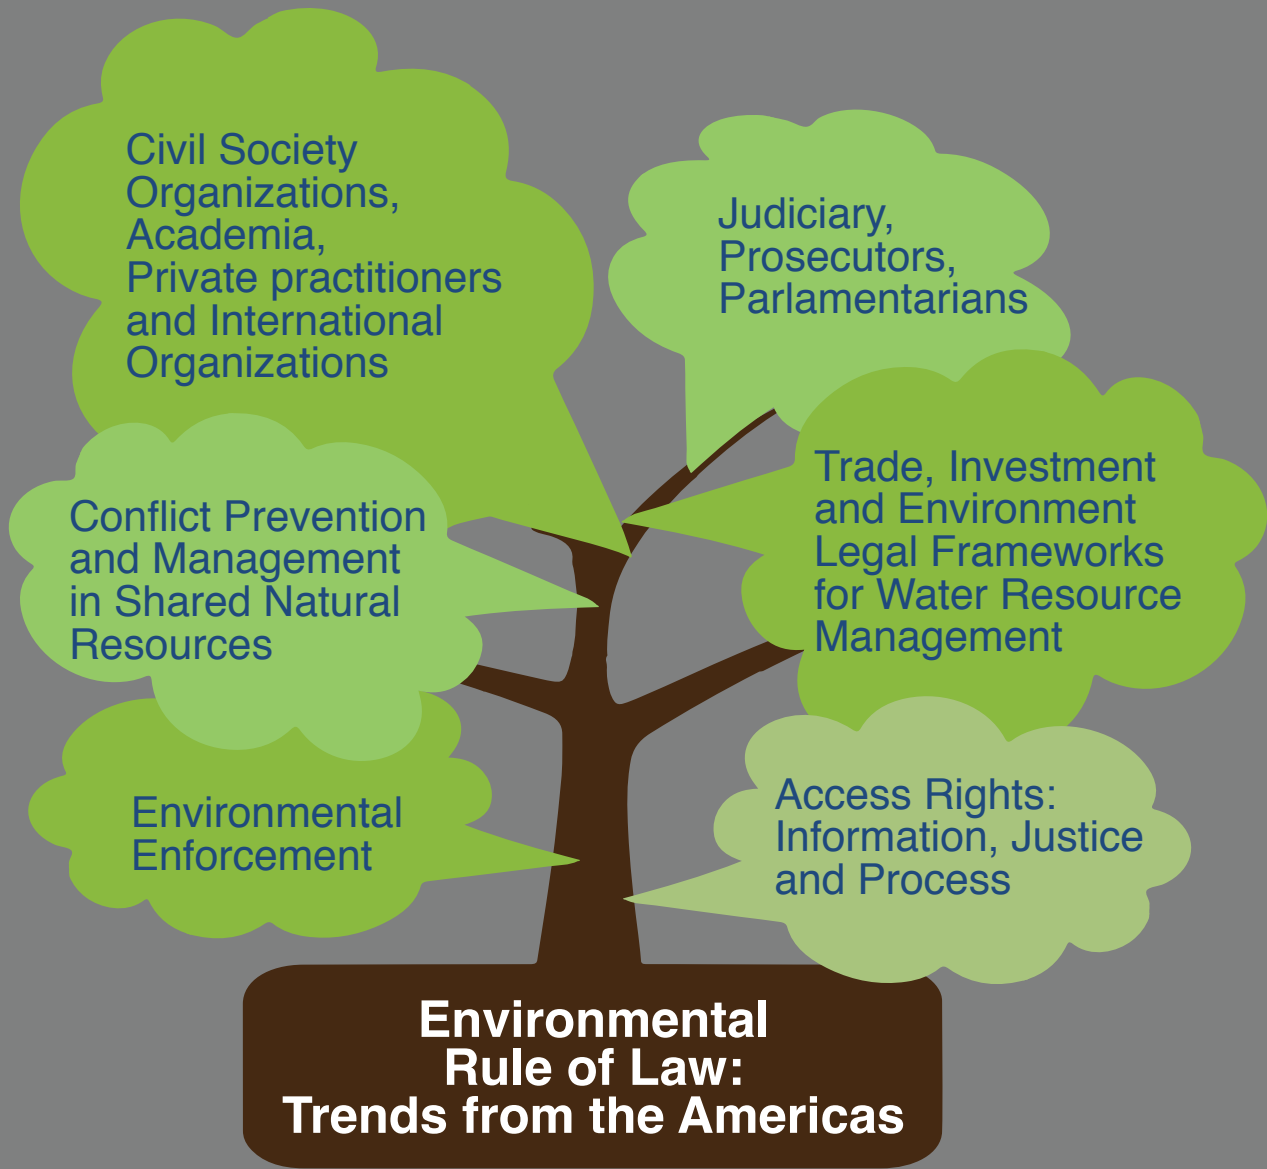 Civil Society
Organizations,
Academia,
Private practitioners
and International
Organizations
Judiciary,
Prosecutors,
Parlamentarians
Conflict Prevention
and Management
in Shared Natural
Resources
Trade, Investment
and Environment
Legal Frameworks
for Water Resource
Management
Environmental
Enforcement
Access Rights:
Information, Justice
and Process
Environmental
Rule of Law:
Trends from the Americas